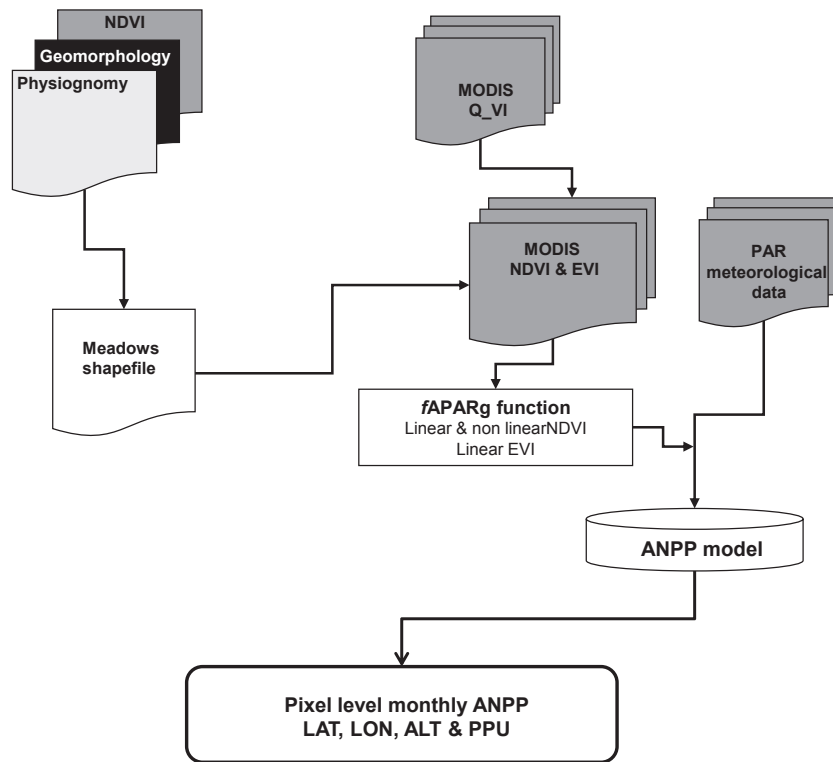 NDVI
Geomorphology
Physiognomy
MODIS
Q_VI
MODIS
NDVI & EVI
PAR
meteorological
data
Meadows
shapefile
fAPARg function
Linear & non linearNDVI
Linear EVI
ANPP model
Pixel level monthly ANPP
LAT, LON, ALT & PPU